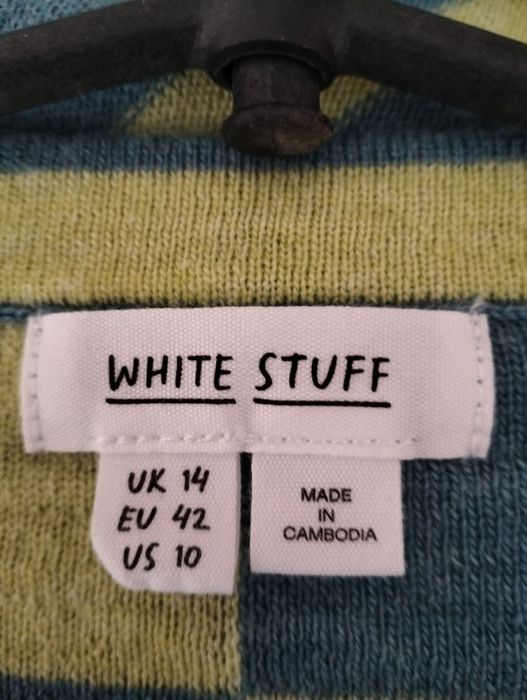 WHITE STUFF
UK 14
EU 42
US 10
MADE
IN
CAMBODIA